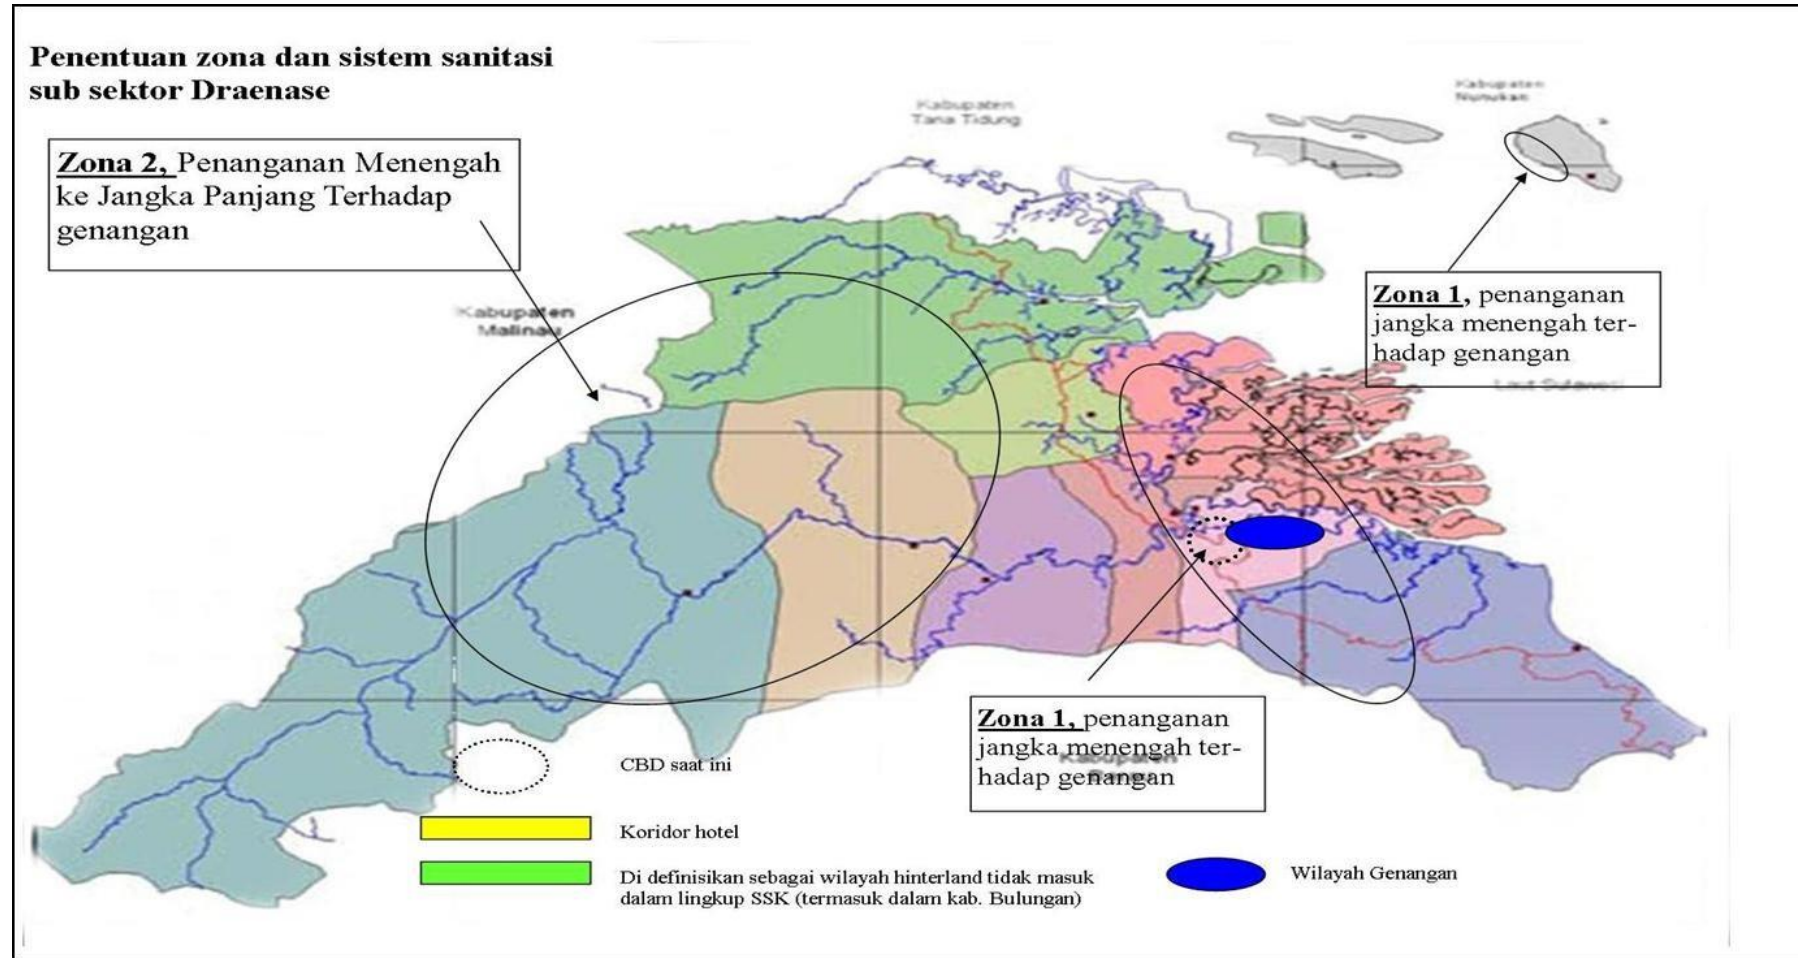 Penentuan zona dan sistem sanitasi
sub sektor Draenase
Kabupaten
Nunukan
Kabupaten
Tana Tidung
Zona 2, Penanganan Menengah
ke Jangka Panjang Terhadap
genangan
Kabupaten
Malinau
Zona 1, penanganan
jangka menengah ter-
hadap genangan
Laut Sulawesi
Zona 1, penanganan
jangka menengah ter-
hadap genangan
Kabupaten
CBD saat ini
Koridor hotel
Di definisikan sebagai wilayah hinterland tidak masuk
dalam lingkup SSK (termasuk dalam kab. Bulungan)
Wilayah Genangan